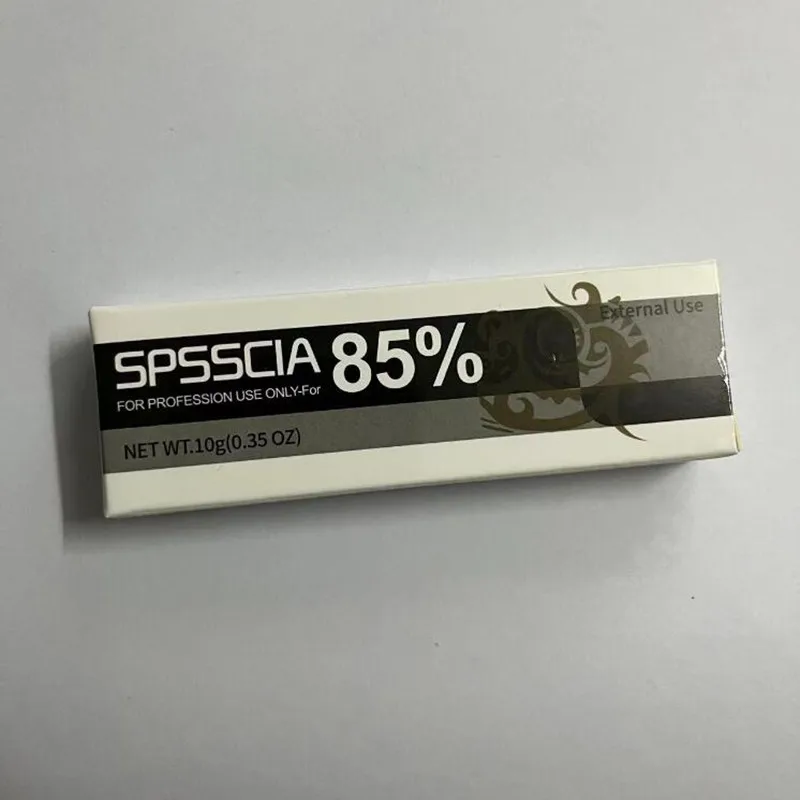 External Use
SPSSCIA 85%
FOR PROFESSION USE ONLY-For
NET WT.10g(0.35 OZ)